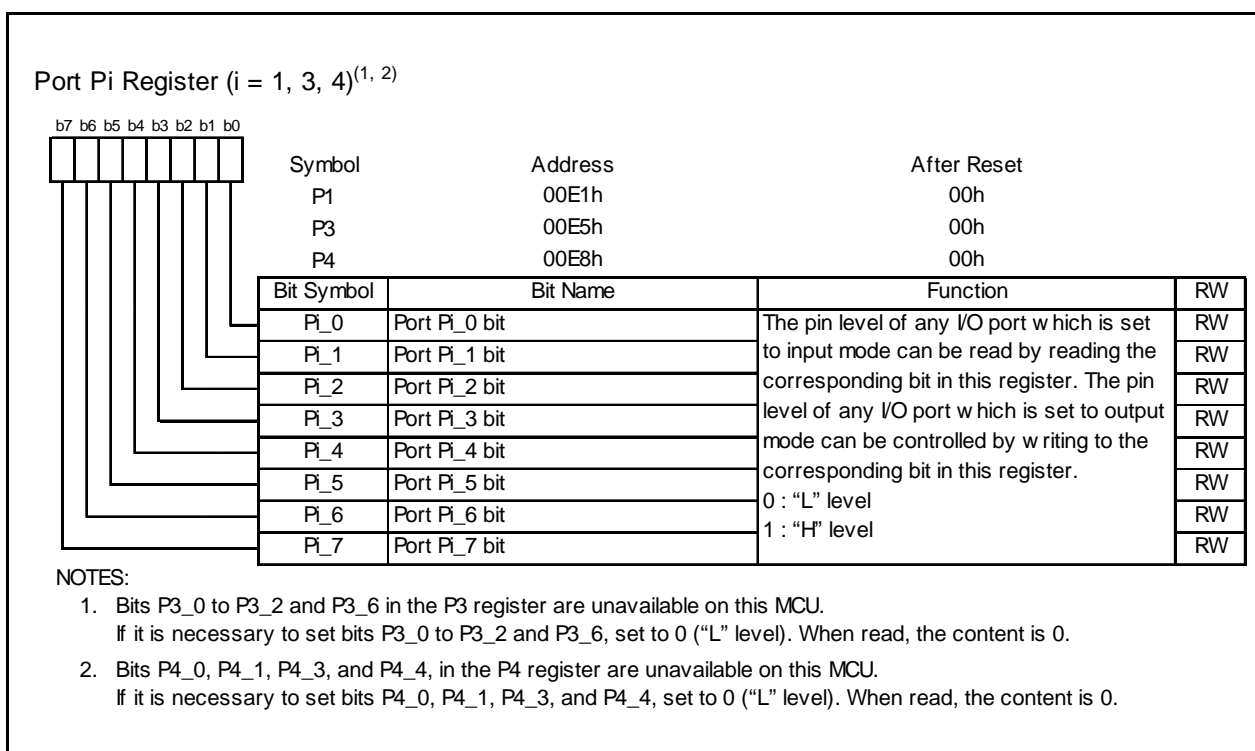 Port Pi Register (i = 1, 3, 4)(1, 2)
b7 b6 b5 b4 b3 b2 b1 b0
Symbol Address After Reset
P1 00E1h 00h
P3 00E5h 00h
P4 00E8h 00h
Bit Symbol Bit Name Function RW
Pi_0 Port Pi_0 bit The pin level of any I/O port which is set RW
Pi_1 Port Pi_1 bit to input mode can be read by reading the RW
Pi_2 Port Pi_2 bit corresponding bit in this register. The pin RW
Pi_3 Port Pi_3 bit level of any I/O port which is set to output RW
Pi_4 Port Pi_4 bit mode can be controlled by writing to the RW
Pi_5 Port Pi_5 bit corresponding bit in this register. RW
Pi_6 Port Pi_6 bit 0 : “L” level RW
Pi_7 Port Pi_7 bit 1 : “H” level RW
NOTES:
1. Bits P3_0 to P3_2 and P3_6 in the P3 register are unavailable on this MCU.
If it is necessary to set bits P3_0 to P3_2 and P3_6, set to 0 (“L” level). When read, the content is 0.
2. Bits P4_0, P4_1, P4_3, and P4_4, in the P4 register are unavailable on this MCU.
If it is necessary to set bits P4_0, P4_1, P4_3, and P4_4, set to 0 (“L” level). When read, the content is 0.